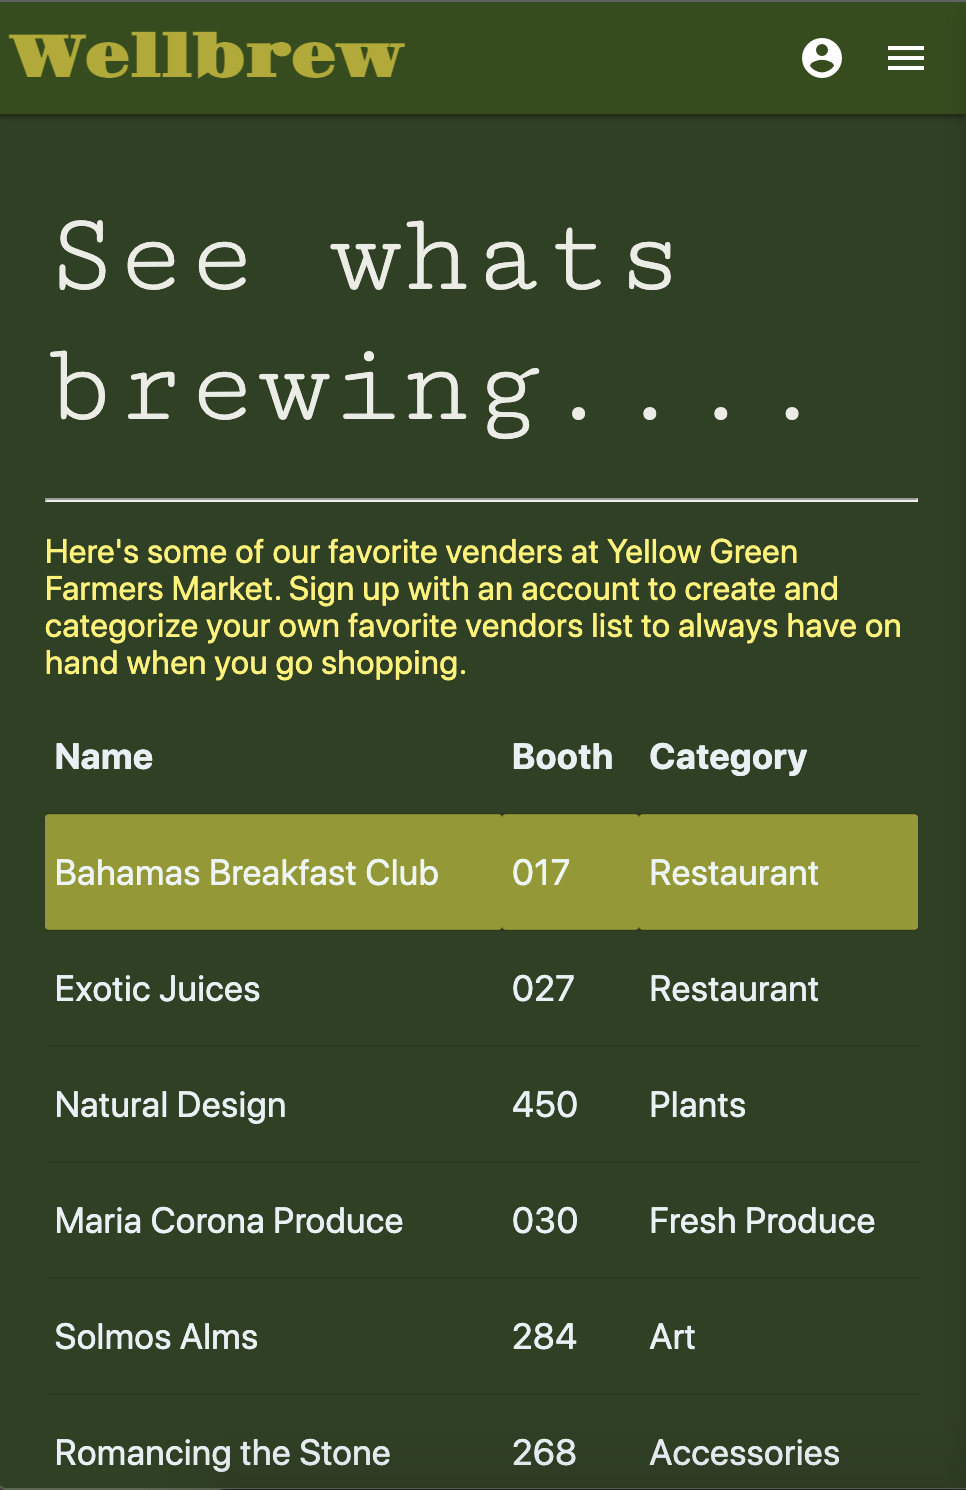 Wellbrew
See whats
brewing....
Here's some of our favorite venders at Yellow Green
Farmers Market. Sign up with an account to create and
categorize your own favorite vendors list to always have on
hand when you go shopping.
Name Booth Category
Bahamas Breakfast Club 017 Restaurant
Exotic Juices 027 Restaurant
Natural Design 450 Plants
Maria Corona Produce 030 Fresh Produce
Solmos Alms 284 Art
Romancing the Stone 268 Accessories